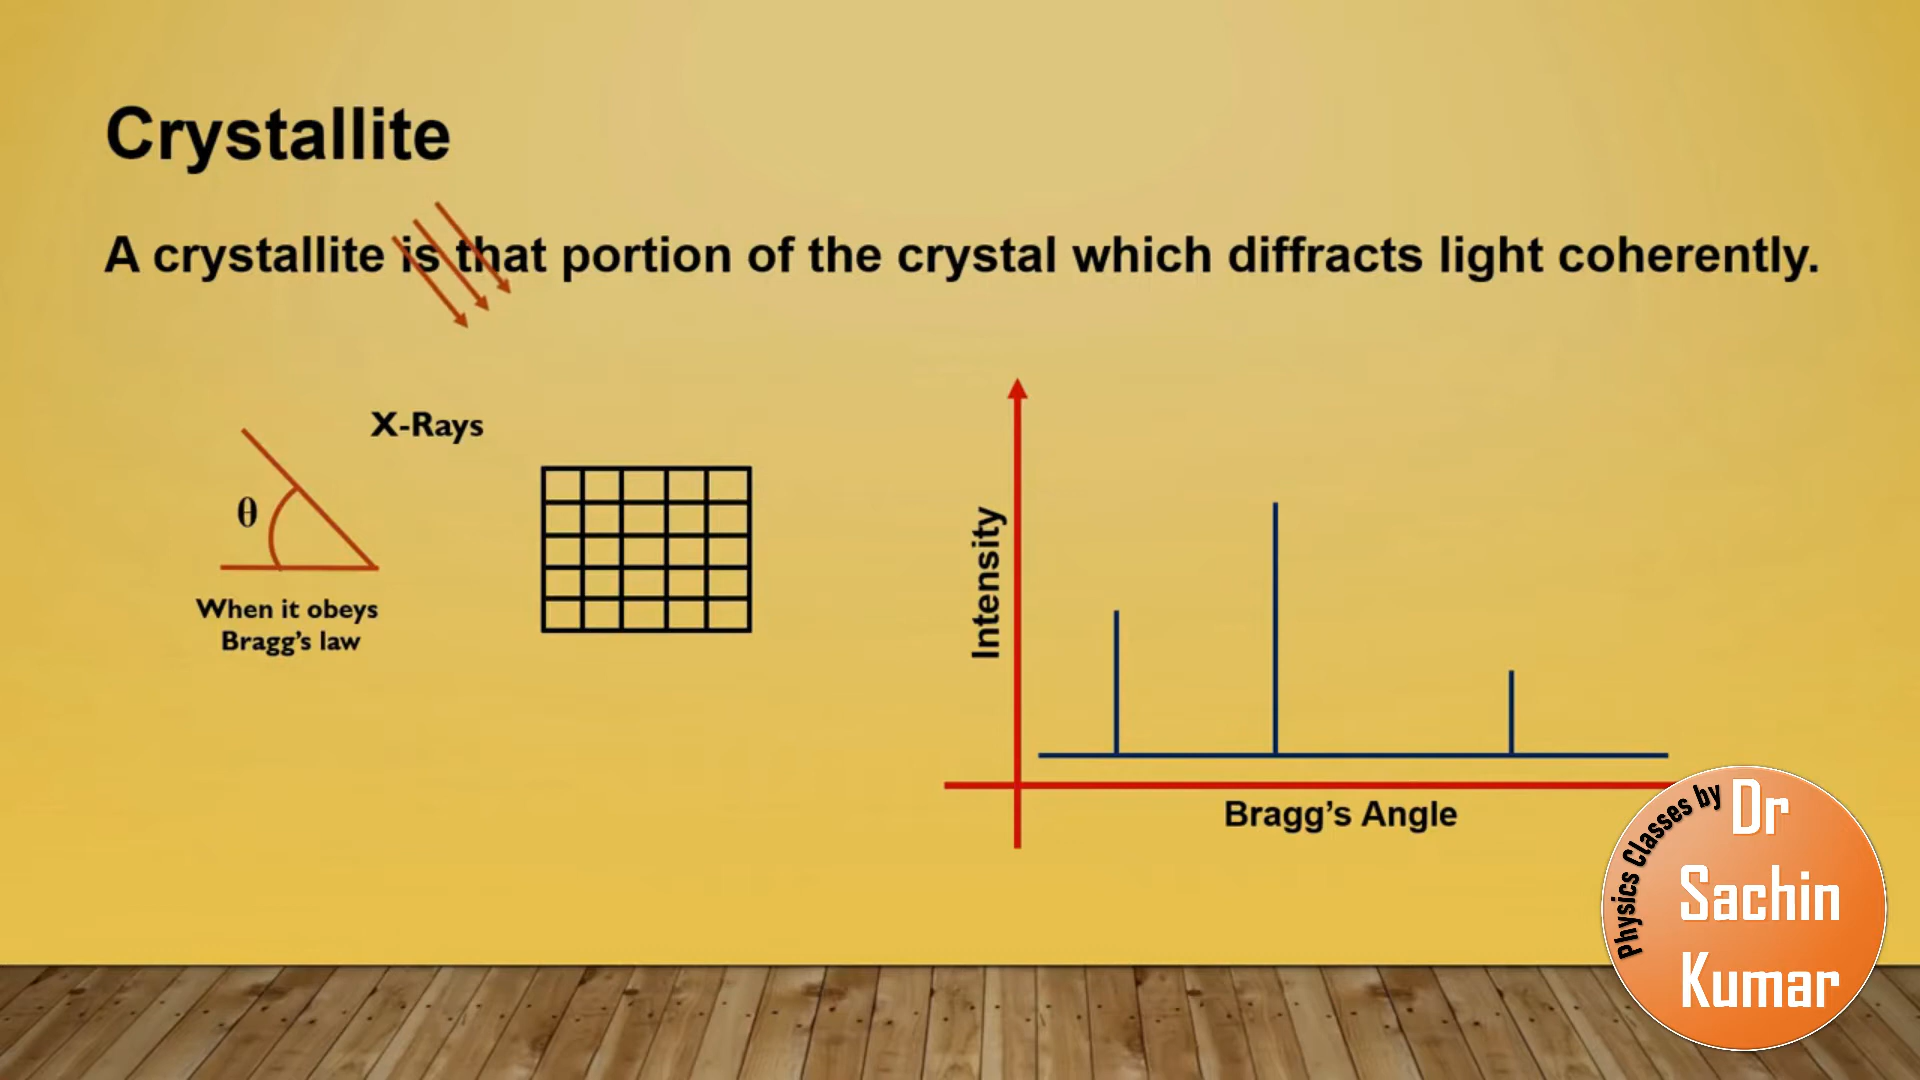 Crystallite
A crystallite is that portion of the crystal which diffracts light coherently.
X-Rays
θ
When it obeys
Bragg's law
Intensity
Bragg's Angle
Physics Classes by
Dr
Sachin
Kumar